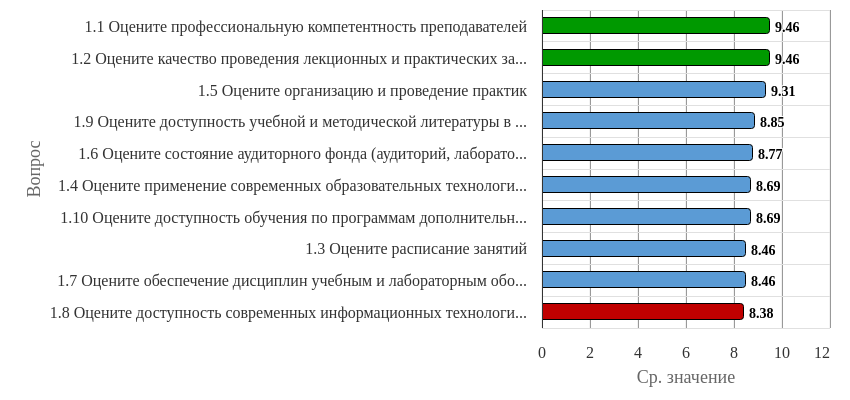 1.1 Оцените профессиональную компетентность преподавателей
9.46
1.2 Оцените качество проведения лекционных и практических за...
9.46
1.5 Оцените организацию и проведение практик
9.31
1.9 Оцените доступность учебной и методической литературы в ...
8.85
1.6 Оцените состояние аудиторного фонда (аудиторий, лаборато...
8.77
1.4 Оцените применение современных образовательных технологи...
8.69
1.10 Оцените доступность обучения по программам дополнительн...
8.69
1.3 Оцените расписание занятий
8.46
1.7 Оцените обеспечение дисциплин учебным и лабораторным обо...
8.46
1.8 Оцените доступность современных информационных технологи...
8.38
Вопрос
0 2 4 6 8 10 12
Ср. значение